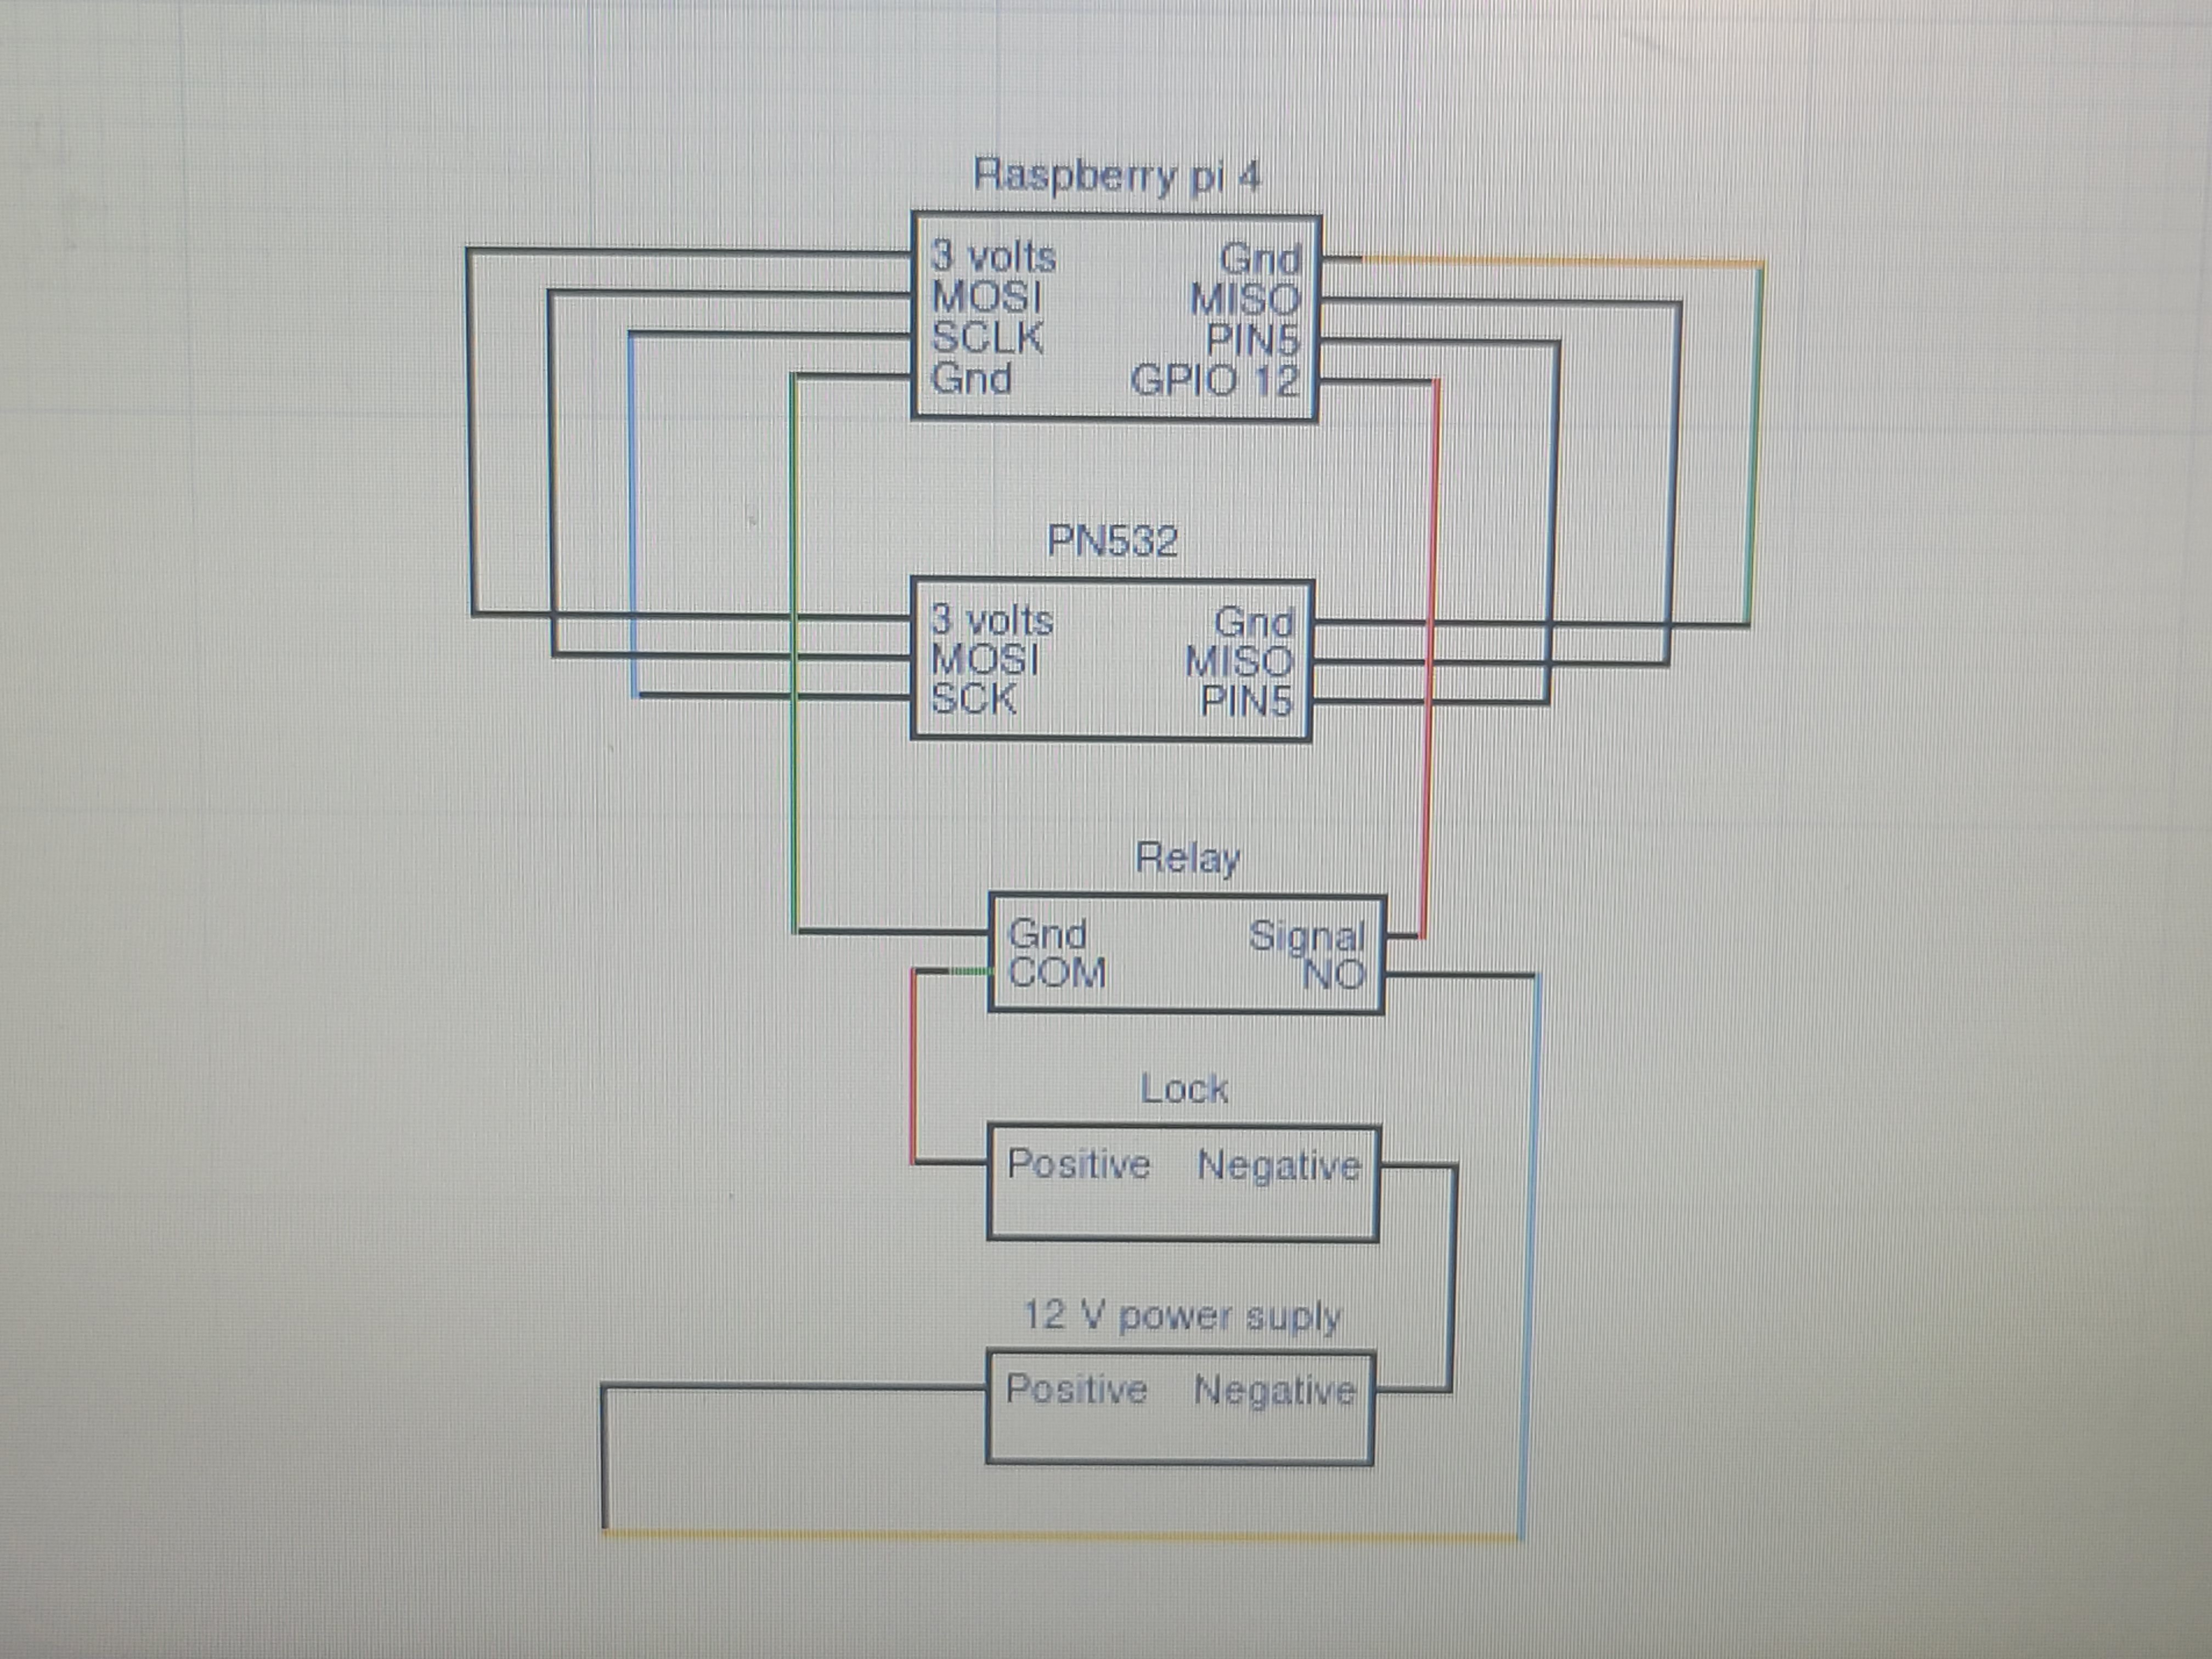 Raspberry pi 4
3 volts Gnd
MOSI MISO
SCLK PIN5
Gnd GPIO 12
PN532
3 volts Gnd
MOSI MISO
SCK PIN5
Relay
Gnd Signal
COM NO
Lock
Positive Negative
12 V power suply
Positive Negative